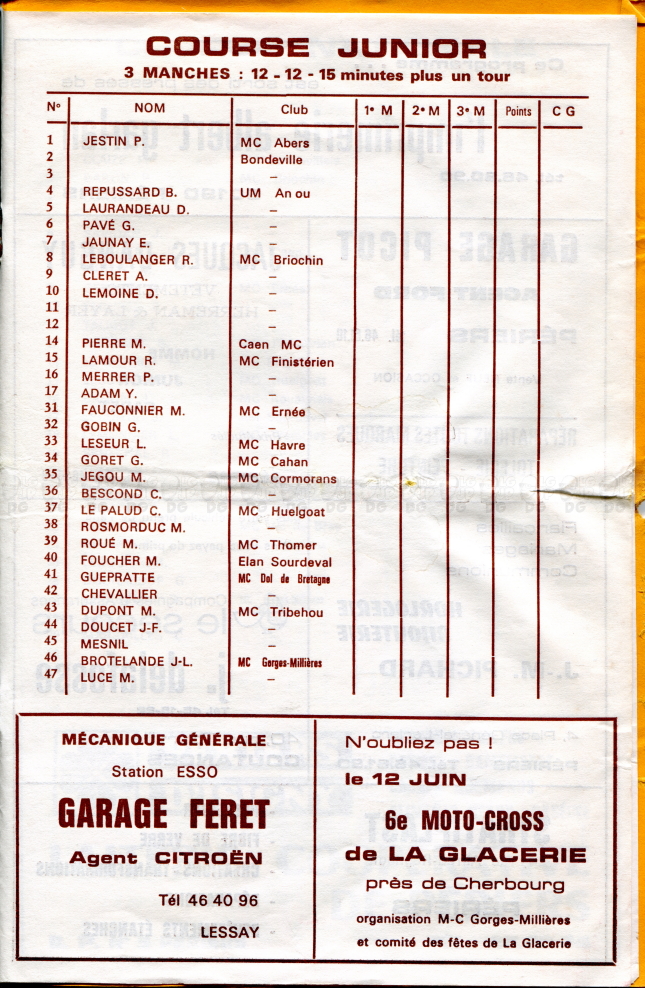 COURSE JUNIOR
3 MANCHES : 12 - 12 - 15 minutes plus un tour
N° NOM Club 1e M 2e M 3e M Points C G
1 JESTIN P. MC Abers
2 Bondeville
3 –
4 REPUSSARD B. UM An ou
5 LAURANDEAU D. –
6 PAVÉ G. –
7 JAUNAY E. –
8 LEBOULANGER R. MC Briochin
9 CLERET A. –
10 LEMOINE D. –
11 –
12 –
14 PIERRE M. Caen MC
15 LAMOUR R. MC Finistérien
16 MERRER P. –
17 ADAM Y. –
31 FAUCONNIER M. MC Ernée
32 GOBIN G. –
33 LESEUR L. MC Havre
34 GORET G. MC Cahan
35 JEGOU M. MC Cormorans
36 BESCOND C. –
37 LE PALUD C. MC Huelgoat
38 ROSMORDUC M. –
39 ROUÉ M. MC Thomer
40 FOUCHER M. Elan Sourdeval
41 GUEPRATTE MC Dol de Bretagne
42 CHEVALLIER –
43 DUPONT M. MC Tribehou
44 DOUCET J-F. –
45 MESNIL –
46 BROTELANDE J-L. MC Gorges-Millières
47 LUCE M. –
MÉCANIQUE GÉNÉRALE
Station ESSO
GARAGE FERET
Agent CITROËN
Tél 46 40 96
LESSAY
N'oubliez pas !
le 12 JUIN
6e MOTO-CROSS
de LA GLACERIE
près de Cherbourg
organisation M-C Gorges-Millières
et comité des fêtes de La Glacerie